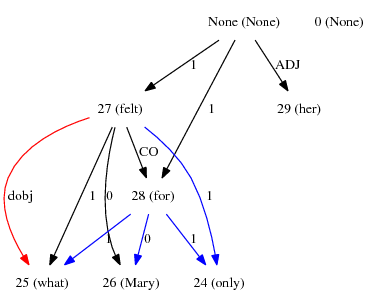 None (None) 0 (None)
1 ADJ
27 (felt) 1 29 (her)
CO
dobj 1 0 28 (for) 1
1 0 1
25 (what) 26 (Mary) 24 (only)